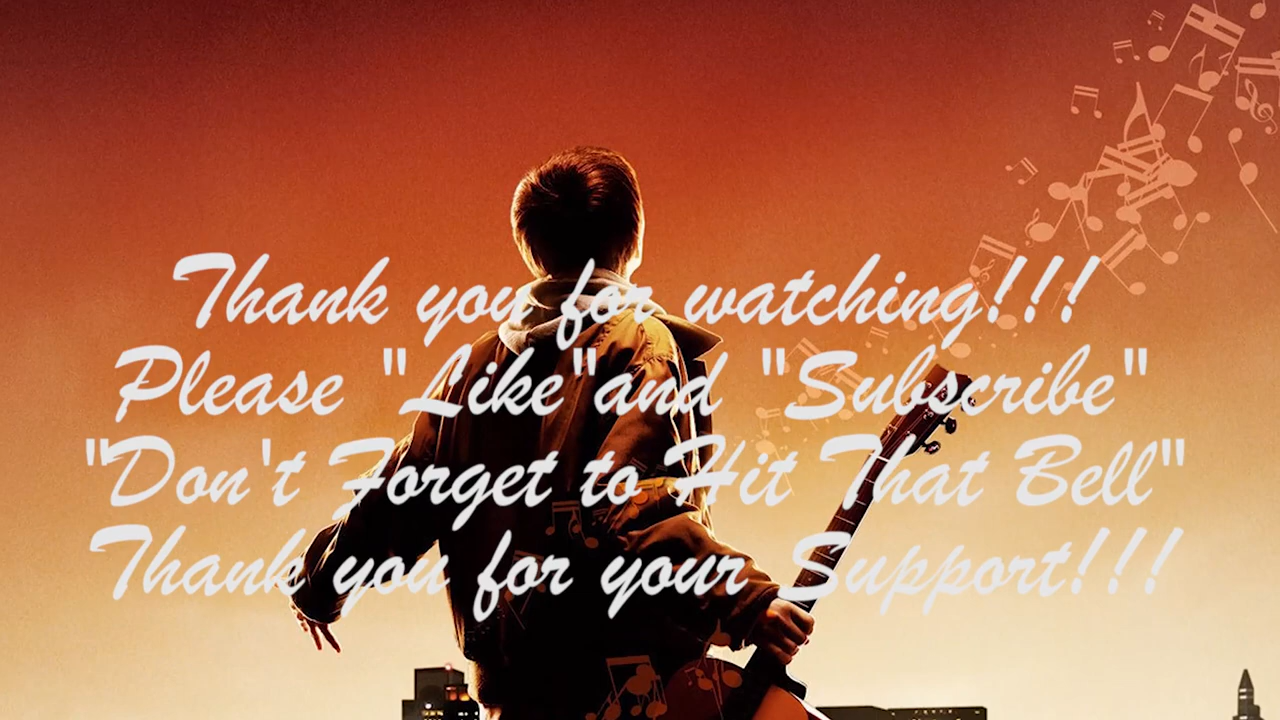 Thank you for watching!!!
Please "Like"and "Subscribe"
"Don't Forget to Hit That Bell"
Thank you for your Support!!!